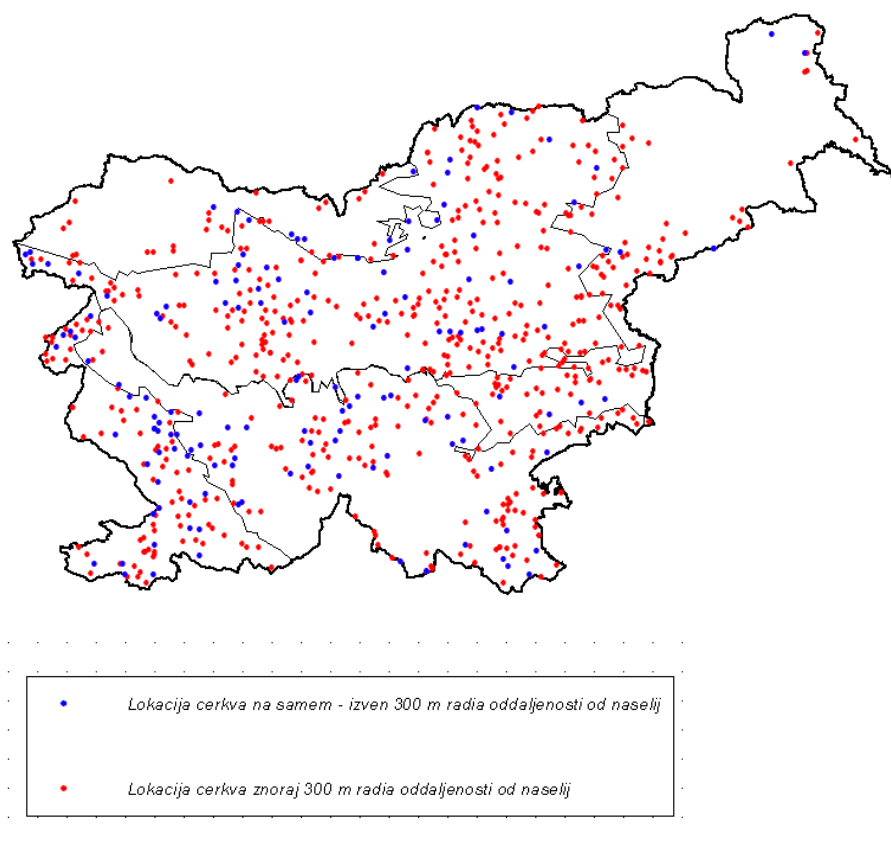 Lokacija cerkva na samem - izven 300 m radia oddaljenosti od naselij
Lokacija cerkva znoraj 300 m radia oddaljenosti od naselij